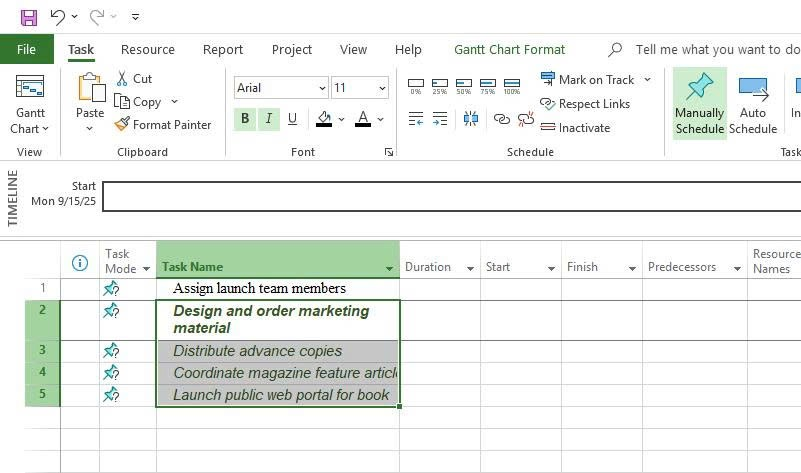 File Task Resource Report Project View Help Gantt Chart Format Tell me what you want to do
Gantt
Chart
View
Paste
Cut
Copy
Format Painter
Clipboard
Arial 11
B I U A
Font
0% 25% 50% 75% 100%
Mark on Track
Respect Links
Inactivate
Schedule
Manually
Schedule
Auto
Schedule
In
Task
TIMELINE
Start
Mon 9/15/25
Task
Mode
Task Name
Duration
Start
Finish
Predecessors
Resource
Names
1 Assign launch team members
2 Design and order marketing
material
3 Distribute advance copies
4 Coordinate magazine feature articl
5 Launch public web portal for book